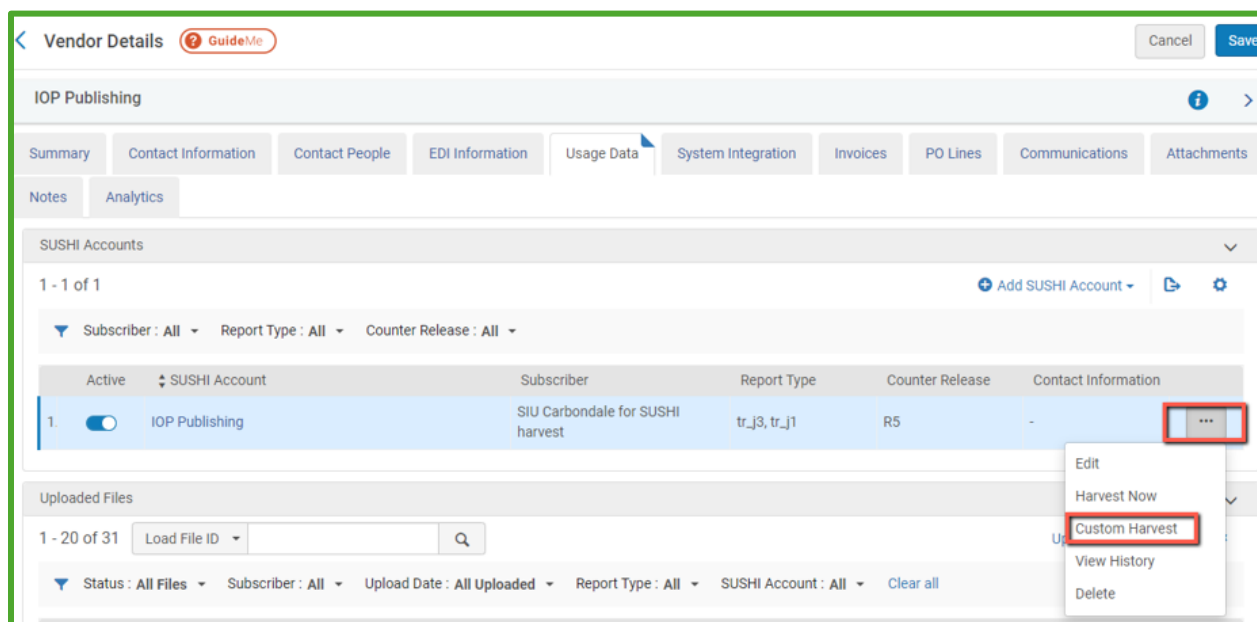 Vendor Details ? GuideMe Cancel Save
IOP Publishing i
Summary Contact Information Contact People EDI Information Usage Data System Integration Invoices PO Lines Communications Attachments
Notes Analytics
SUSHI Accounts
1 - 1 of 1 Add SUSHI Account
Subscriber : All Report Type : All Counter Release : All
Active SUSHI Account Subscriber Report Type Counter Release Contact Information
1. IOP Publishing SIU Carbondale for SUSHI harvest tr_j3, tr_j1 R5 - ...
Edit
Harvest Now
Custom Harvest
View History
Delete
Uploaded Files
1 - 20 of 31 Load File ID
Status : All Files Subscriber : All Upload Date : All Uploaded Report Type : All SUSHI Account : All Clear all